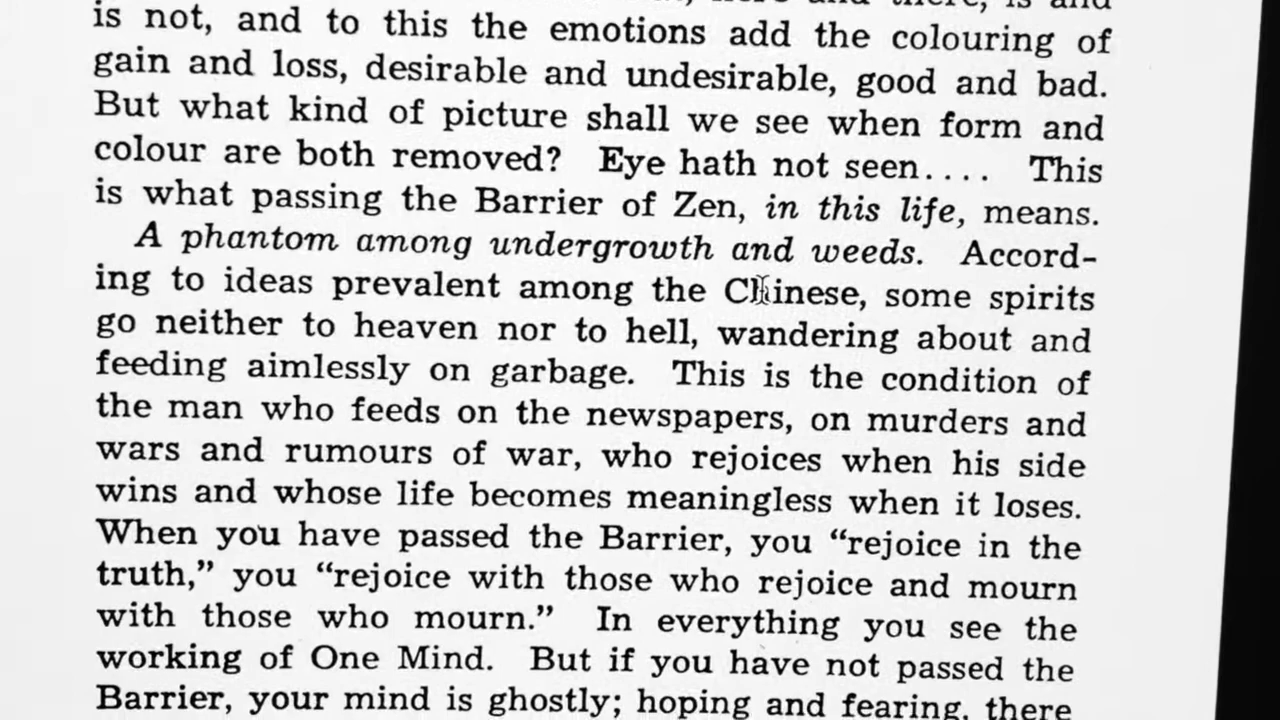 here and there, is and
is not, and to this the emotions add the colouring of
gain and loss, desirable and undesirable, good and bad.
But what kind of picture shall we see when form and
colour are both removed? Eye hath not seen.... This
is what passing the Barrier of Zen, in this life, means.
A phantom among undergrowth and weeds. Accord-
ing to ideas prevalent among the Chinese, some spirits
go neither to heaven nor to hell, wandering about and
feeding aimlessly on garbage. This is the condition of
the man who feeds on the newspapers, on murders and
wars and rumours of war, who rejoices when his side
wins and whose life becomes meaningless when it loses.
When you have passed the Barrier, you “rejoice in the
truth,” you “rejoice with those who rejoice and mourn
with those who mourn.” In everything you see the
working of One Mind. But if you have not passed the
Barrier, your mind is ghostly; hoping and fearing, there